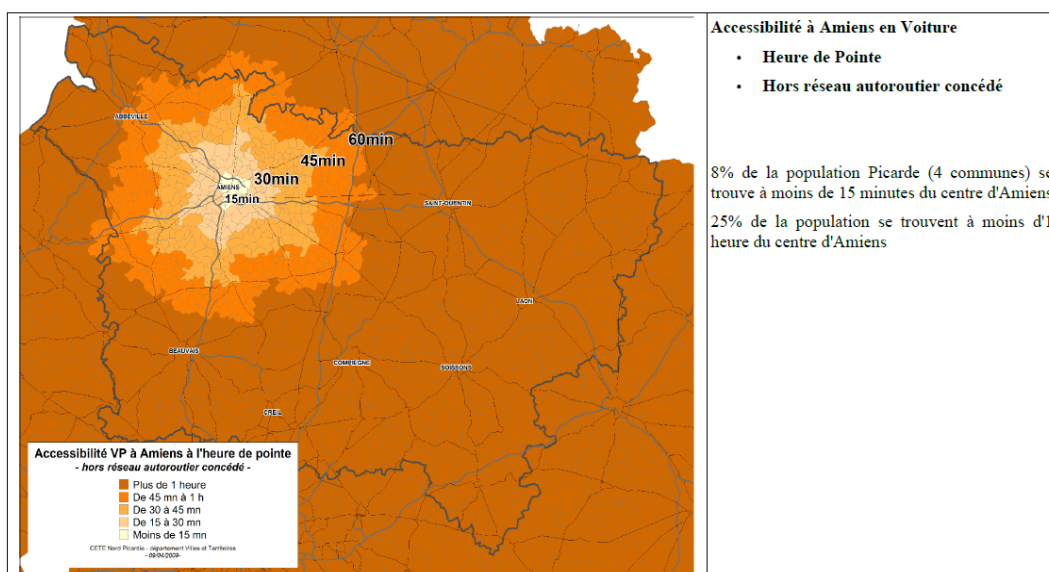 Accessibilité à Amiens en Voiture
• Heure de Pointe
• Hors réseau autoroutier concédé
8% de la population Picarde (4 communes) se
trouve à moins de 15 minutes du centre d'Amiens
25% de la population se trouvent à moins d'1
heure du centre d'Amiens
ABBEVILLE
60min
45min
30min
AMIENS
15min
SAINT-QUENTIN
LAON
BEAUVAIS
COMPIEGNE
SOISSONS
CREIL
Accessibilité VP à Amiens à l'heure de pointe
- hors réseau autoroutier concédé -
Plus de 1 heure
De 45 mn à 1 h
De 30 à 45 mn
De 15 à 30 mn
Moins de 15 mn
CETE Nord Picardie - département Villes et Territoires
- 09/04/2009-